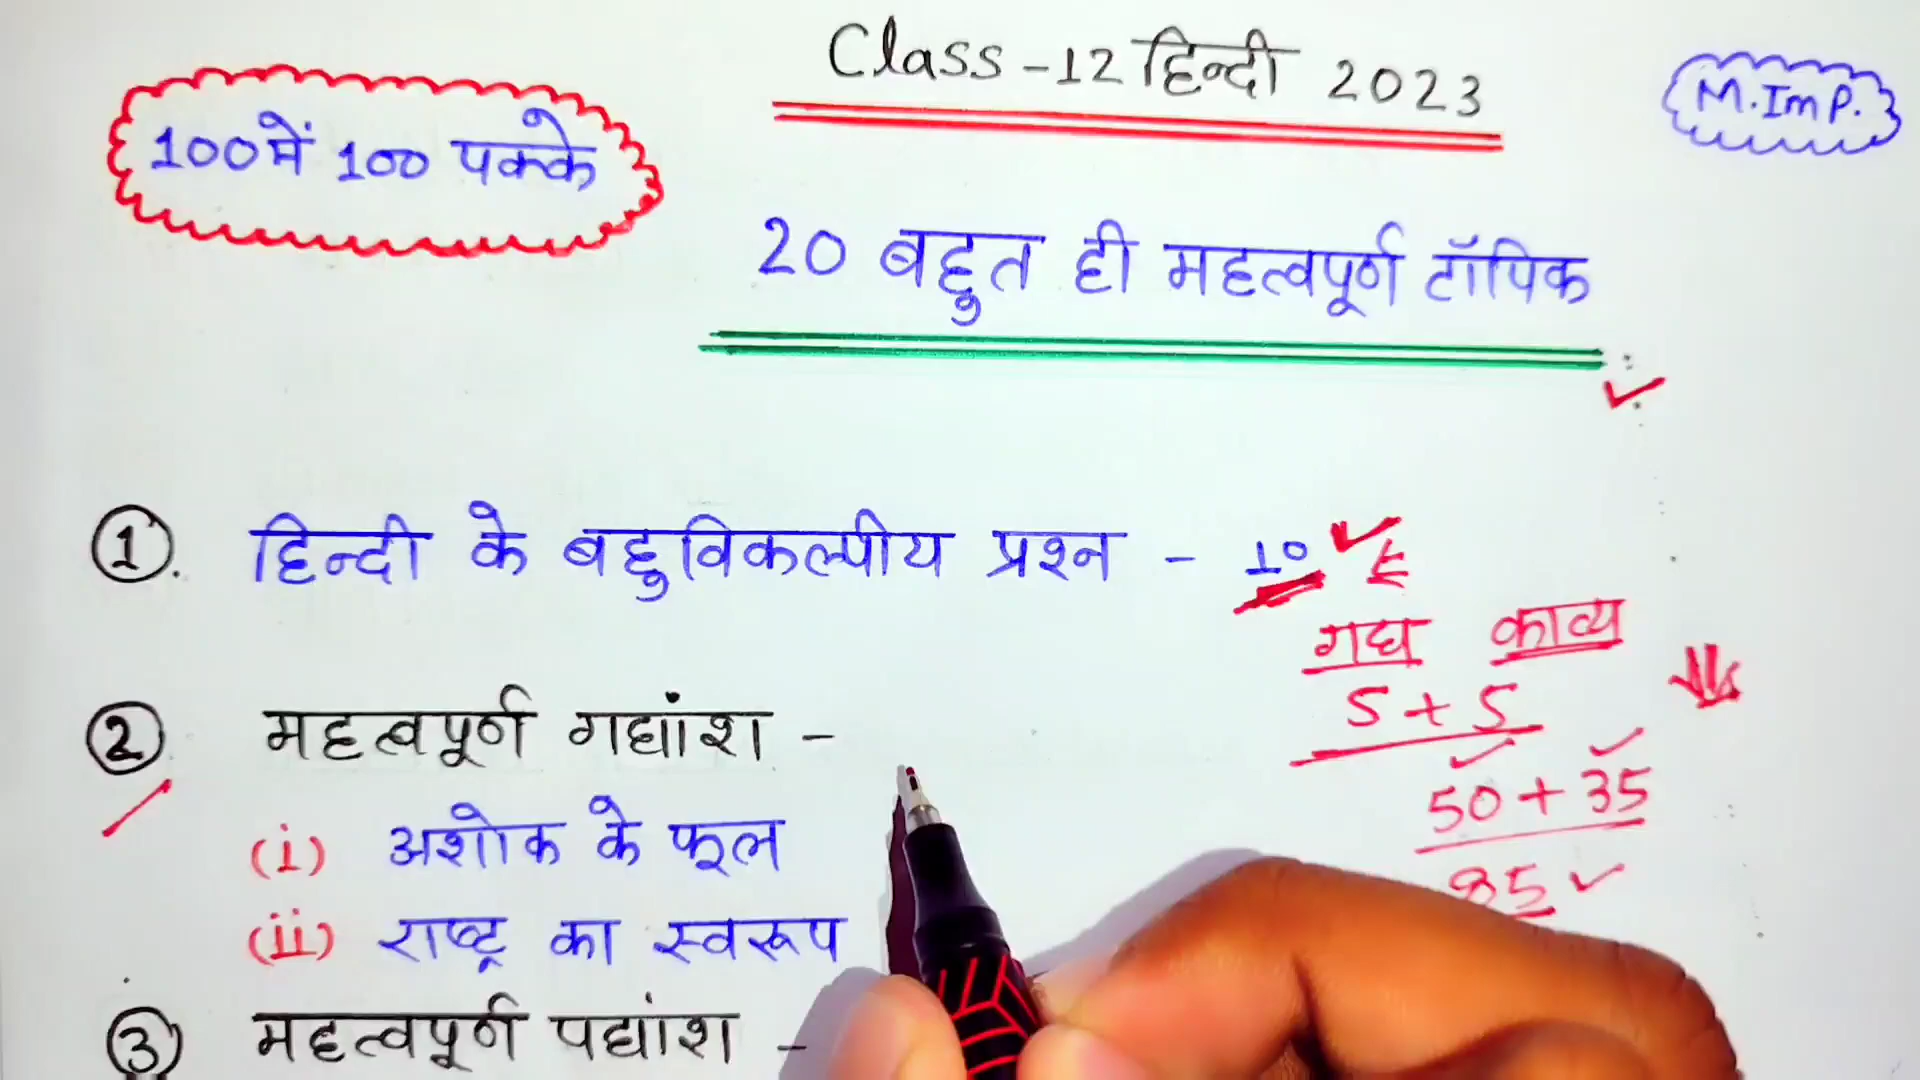 Class - 12 हिन्दी 2023
M. Imp.
100 में 100 पक्के
20 बहुत ही महत्वपूर्ण टॉपिक
1. हिन्दी के बहुविकल्पीय प्रश्न - 10
गद्य काव्य
5 + 5
50 + 35
85
2 महत्वपूर्ण गद्यांश -
(i) अशोक के फूल
(ii) राष्ट्र का स्वरूप
3 महत्वपूर्ण पद्यांश -